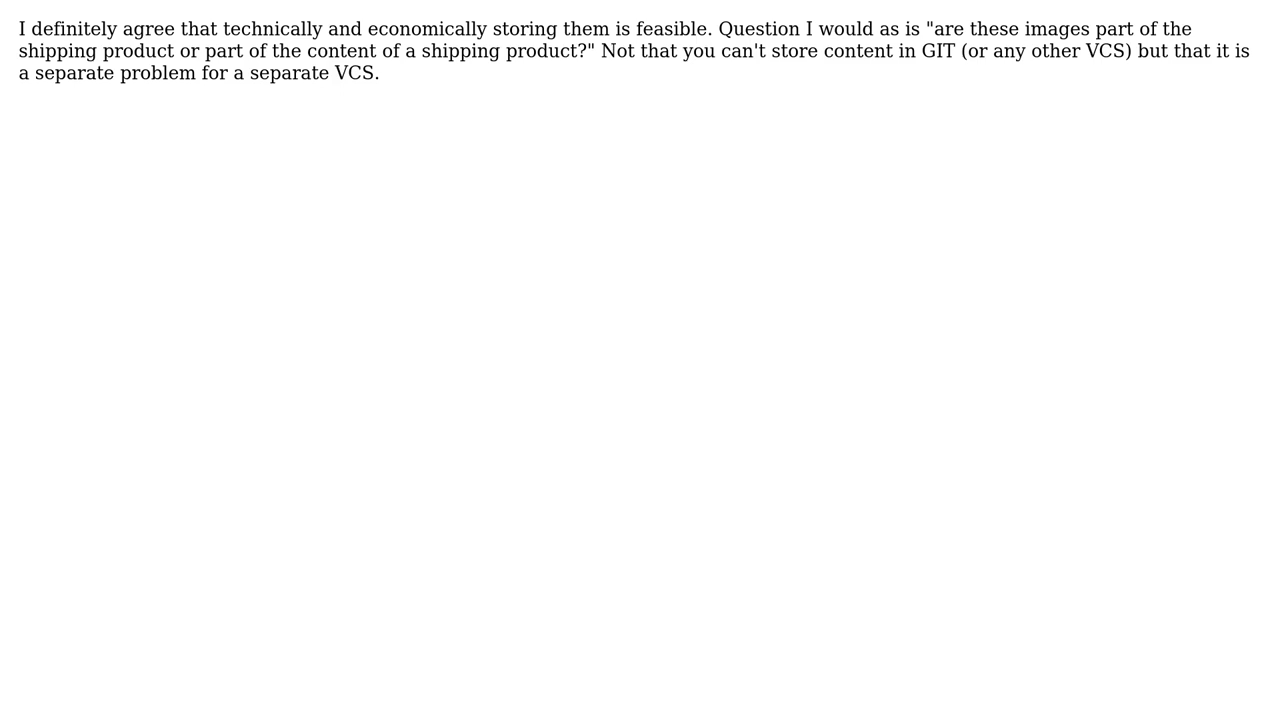 I definitely agree that technically and economically storing them is feasible. Question I would as is "are these images part of the
shipping product or part of the content of a shipping product?" Not that you can't store content in GIT (or any other VCS) but that it is
a separate problem for a separate VCS.